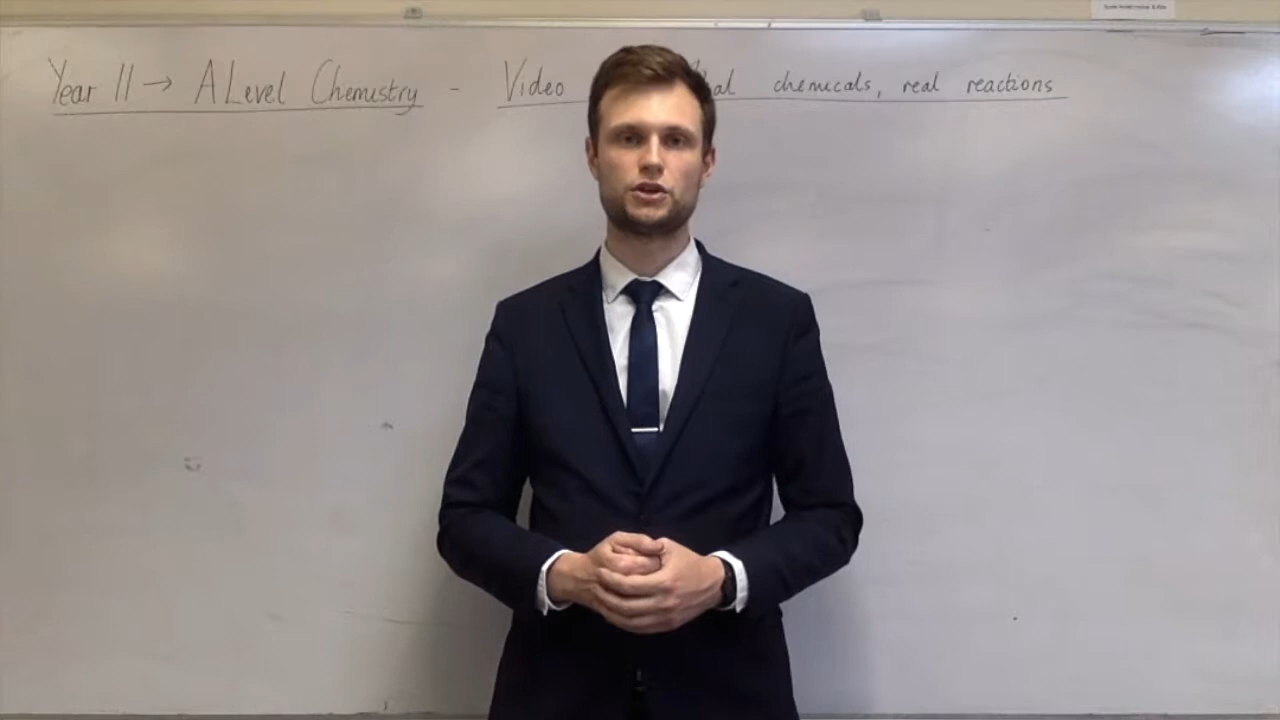 Year 11 → A Level Chemistry - Video chemicals, real reactions